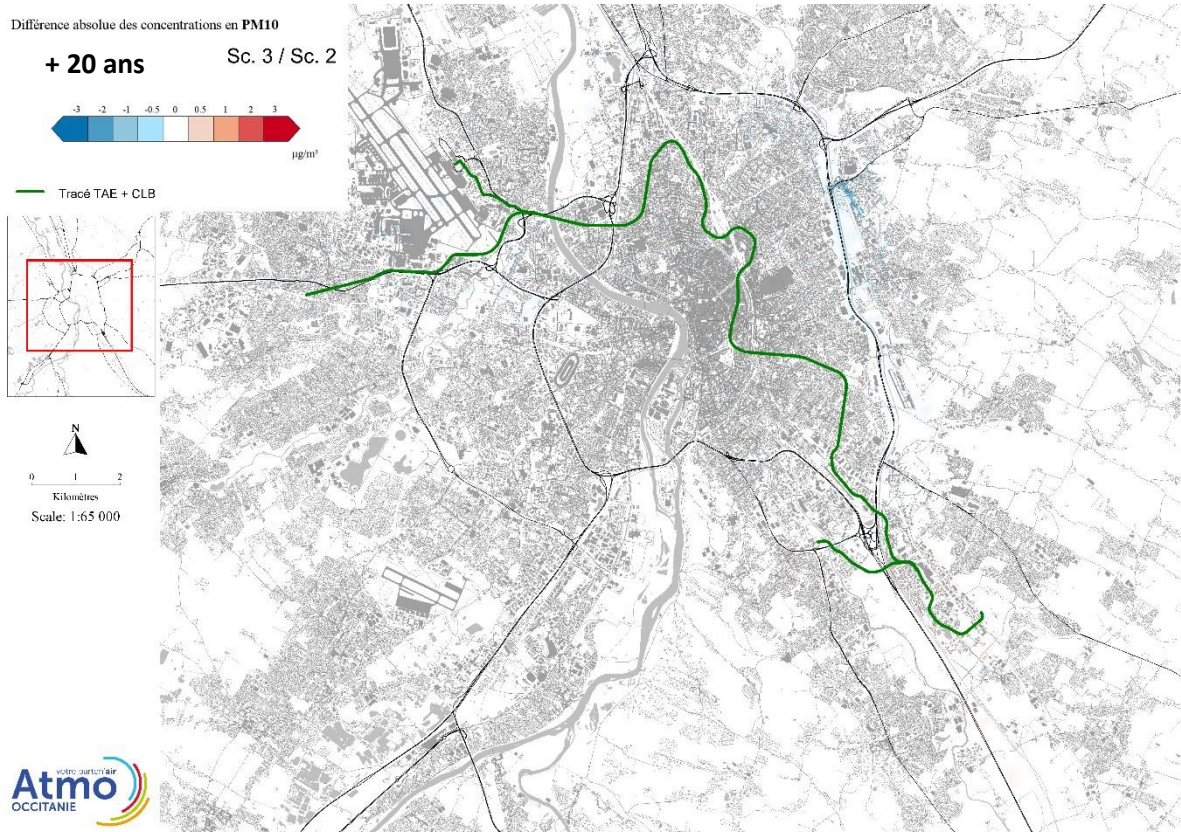 Différence absolue des concentrations en PM10
+ 20 ans
Sc. 3 / Sc. 2
-3 -2 -1 -0.5 0 0.5 1 2 3
µg/m³
Tracé TAE + CLB
N
0 1 2
Kilomètres
Scale: 1:65 000
votre parten'air
Atmo
OCCITANIE